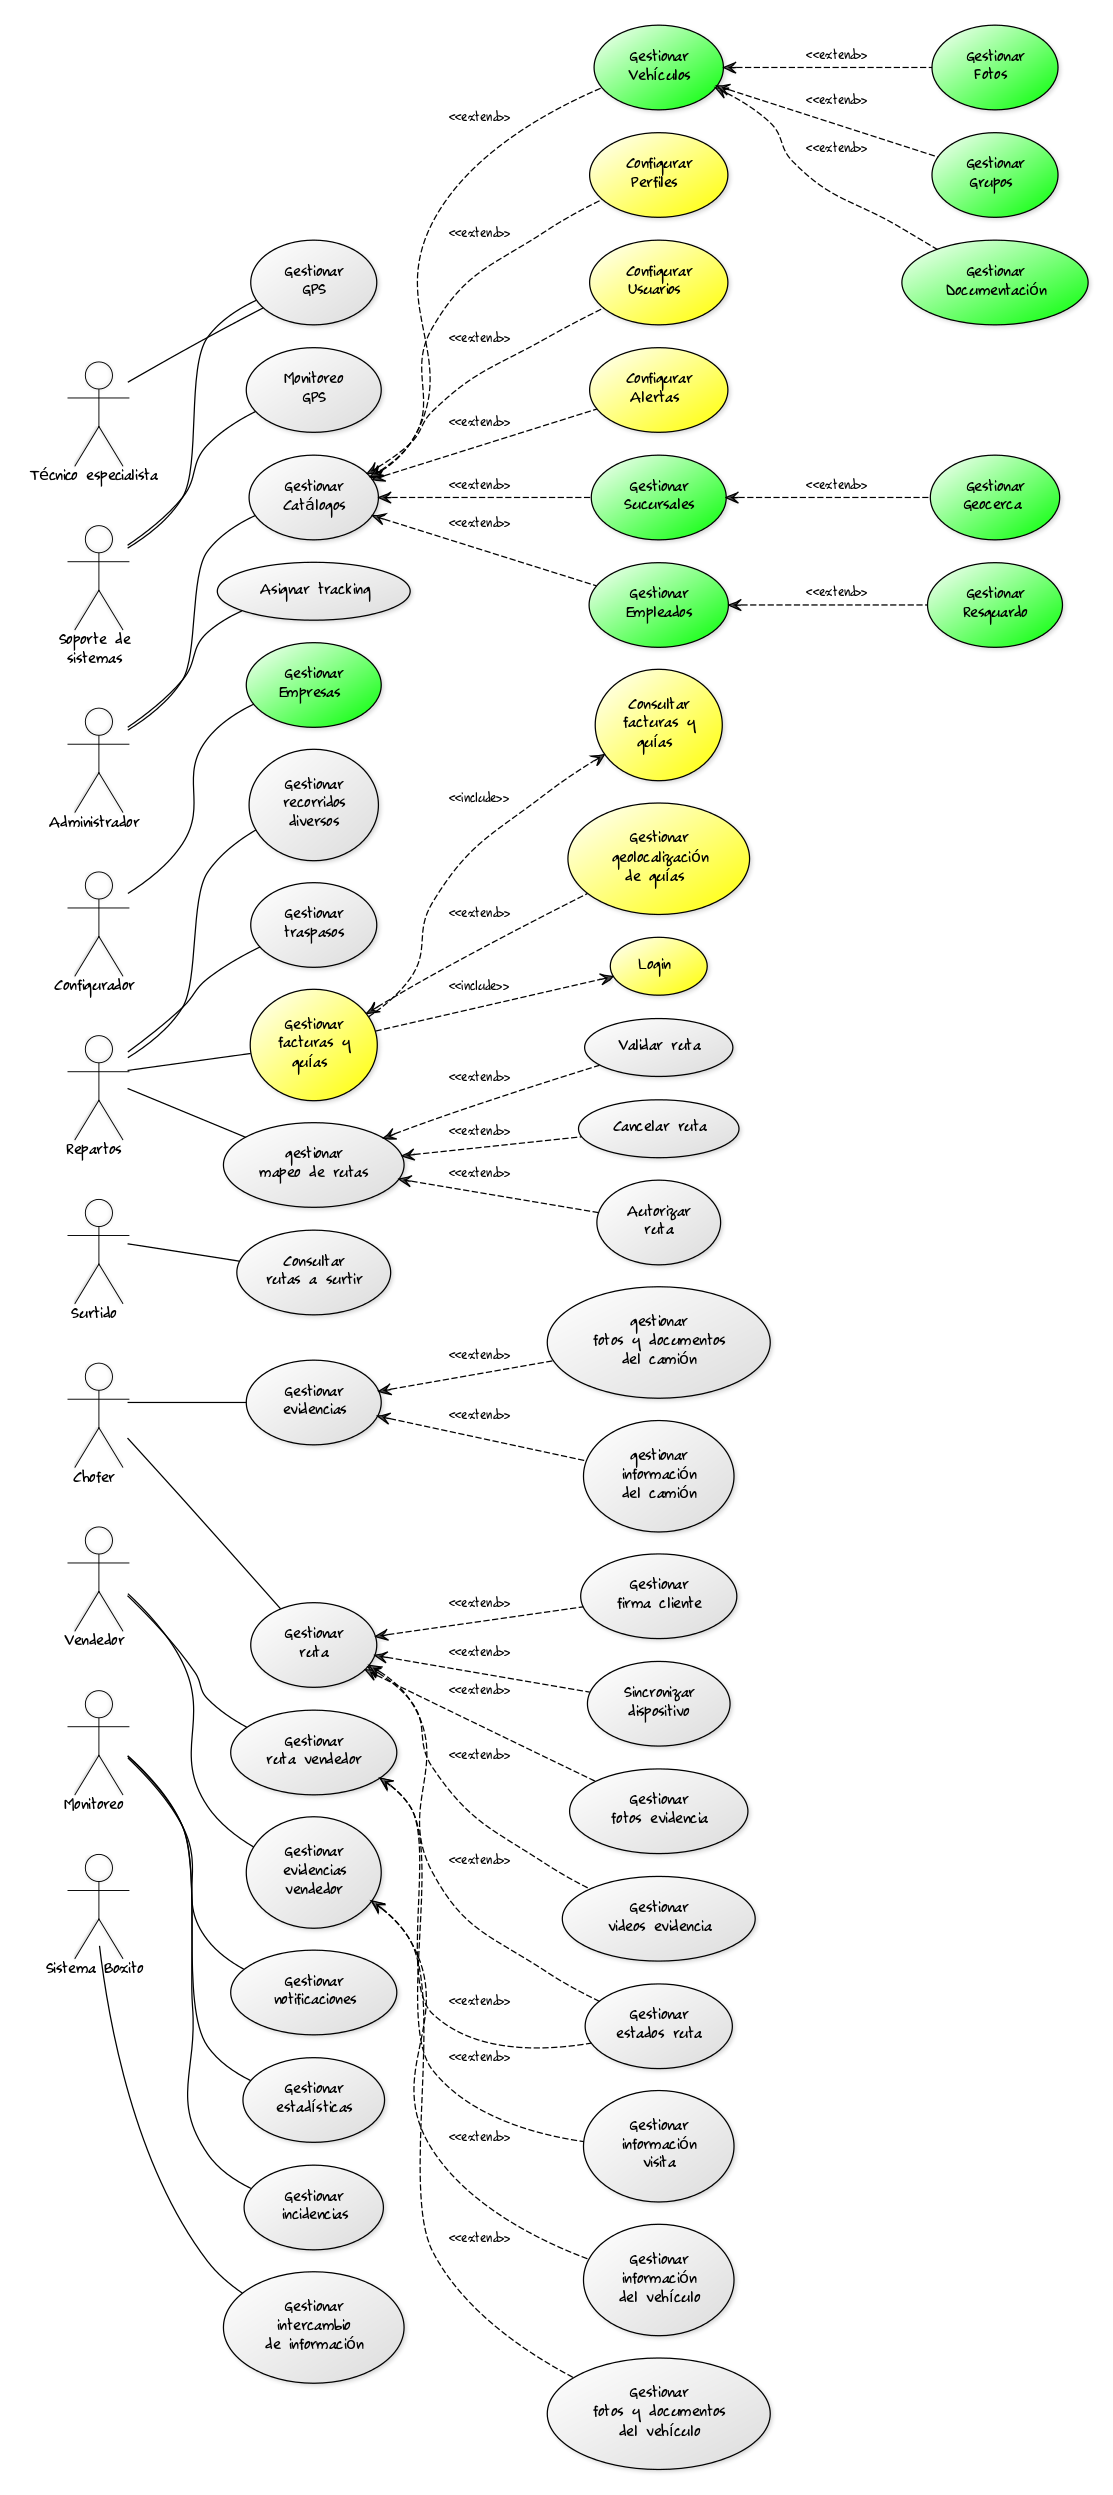 Gestionar
Vehículos
<<extend>>
Gestionar
Fotos
<<extend>>
<<extend>>
Configurar
Perfiles
<<extend>>
Gestionar
Grupos
<<extend>>
Gestionar
GPS
Configurar
Usuarios
Gestionar
Documentación
<<extend>>
Monitoreo
GPS
Configurar
Alertas
<<extend>>
Técnico especialista
Gestionar
Catálogos
<<extend>>
Gestionar
Sucursales
<<extend>>
Gestionar
Geocerca
<<extend>>
Asignar tracking
Gestionar
Empleados
<<extend>>
Gestionar
Resguardo
Soporte de
sistemas
Gestionar
Empresas
Consultar
facturas y
guías
<<include>>
Administrador
Gestionar
recorridos
diversos
Gestionar
geolocalización
de guías
<<extend>>
Gestionar
traspasos
Configurador
<<include>>
Login
Gestionar
facturas y
guías
Validar ruta
<<extend>>
Repartos
gestionar
mapeo de rutas
<<extend>>
Cancelar ruta
<<extend>>
Autorizar
ruta
Surtido
Consultar
rutas a surtir
gestionar
fotos y documentos
del camión
<<extend>>
Gestionar
evidencias
<<extend>>
Chofer
gestionar
información
del camión
Gestionar
firma cliente
<<extend>>
Vendedor
Gestionar
ruta
<<extend>>
Sincronizar
dispositivo
<<extend>>
Gestionar
ruta vendedor
<<extend>>
Monitoreo
Gestionar
fotos evidencia
Gestionar
evidencias
vendedor
<<extend>>
Gestionar
videos evidencia
Sistema Boxito
Gestionar
notificaciones
<<extend>>
Gestionar
estados ruta
<<extend>>
Gestionar
estadísticas
<<extend>>
Gestionar
información
visita
Gestionar
incidencias
<<extend>>
Gestionar
información
del vehículo
Gestionar
intercambio
de información
Gestionar
fotos y documentos
del vehículo